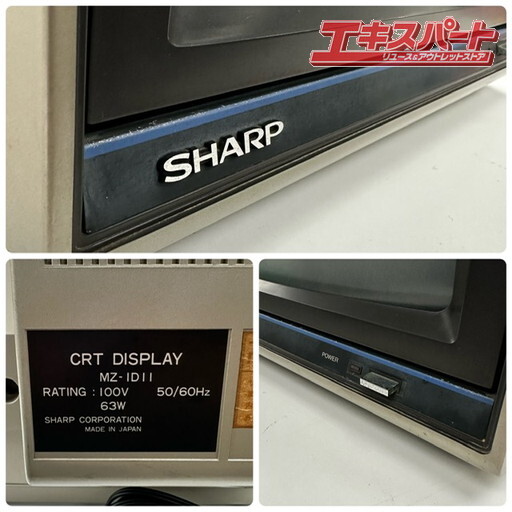 エキスパート
リユース&アウトレットストア
SHARP
CRT DISPLAY
MZ-1D11
RATING : 100V 50/60Hz
63W
SHARP CORPORATION
MADE IN JAPAN
POWER